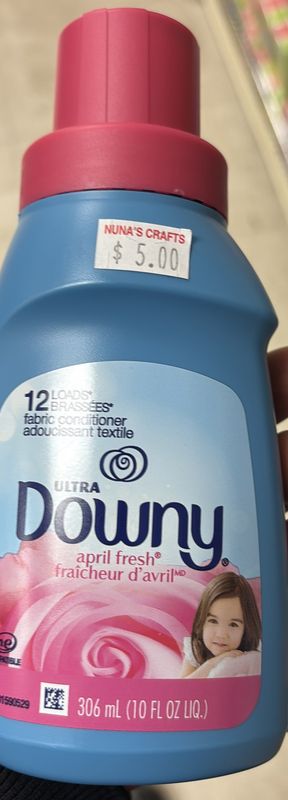 NUNA'S CRAFTS
$ 5.00
12 LOADS*
BRASSÉES*
fabric conditioner
adoucissant textile
ULTRA
Downy®
april fresh®
fraîcheur d'avril MD
306 mL (10 FL OZ LIQ.)